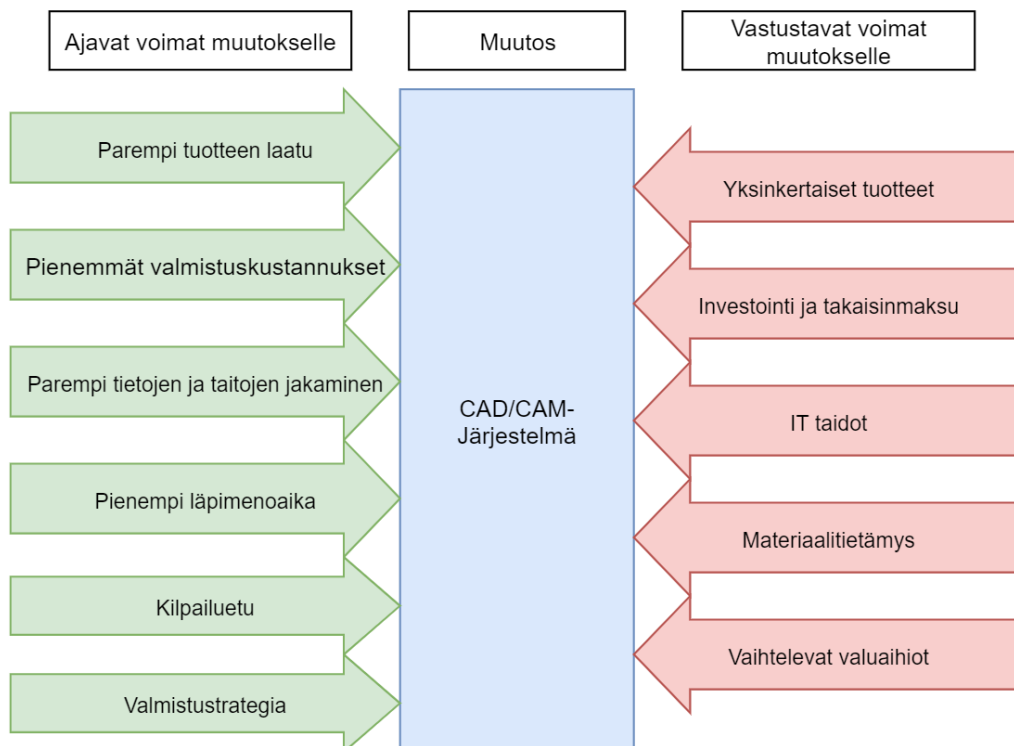 Ajavat voimat muutokselle
Muutos
Vastustavat voimat
muutokselle
Parempi tuotteen laatu
Pienemmät valmistuskustannukset
Parempi tietojen ja taitojen jakaminen
Pienempi läpimenoaika
Kilpailuetu
Valmistustrategia
CAD/CAM-
Järjestelmä
Yksinkertaiset tuotteet
Investointi ja takaisinmaksu
IT taidot
Materiaalitietämys
Vaihtelevat valuaihiot